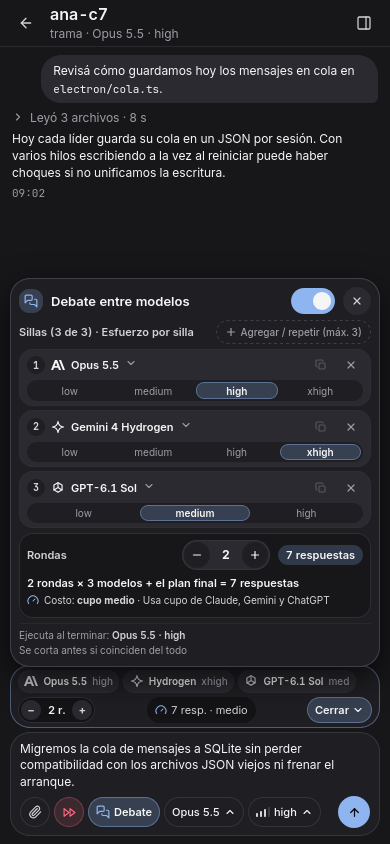 ana-c7
trama · Opus 5.5 · high
Revisá cómo guardamos hoy los mensajes en cola en
electron/cola.ts.
Leyó 3 archivos · 8 s
Hoy cada líder guarda su cola en un JSON por sesión. Con
varios hilos escribiendo a la vez al reiniciar puede haber
choques si no unificamos la escritura.
09:02
Debate entre modelos
Sillas (3 de 3) · Esfuerzo por silla
Agregar / repetir (máx. 3)
1 Opus 5.5
low medium high xhigh
2 Gemini 4 Hydrogen
low medium high xhigh
3 GPT-6.1 Sol
low medium high
Rondas − 2 + 7 respuestas
2 rondas × 3 modelos + el plan final = 7 respuestas
Costo: cupo medio · Usa cupo de Claude, Gemini y ChatGPT
Ejecuta al terminar: Opus 5.5 · high
Se corta antes si coinciden del todo
Opus 5.5 high Hydrogen xhigh GPT-6.1 Sol med
− 2 r. + 7 resp. · medio Cerrar
Migremos la cola de mensajes a SQLite sin perder
compatibilidad con los archivos JSON viejos ni frenar el
arranque.
Debate Opus 5.5 high